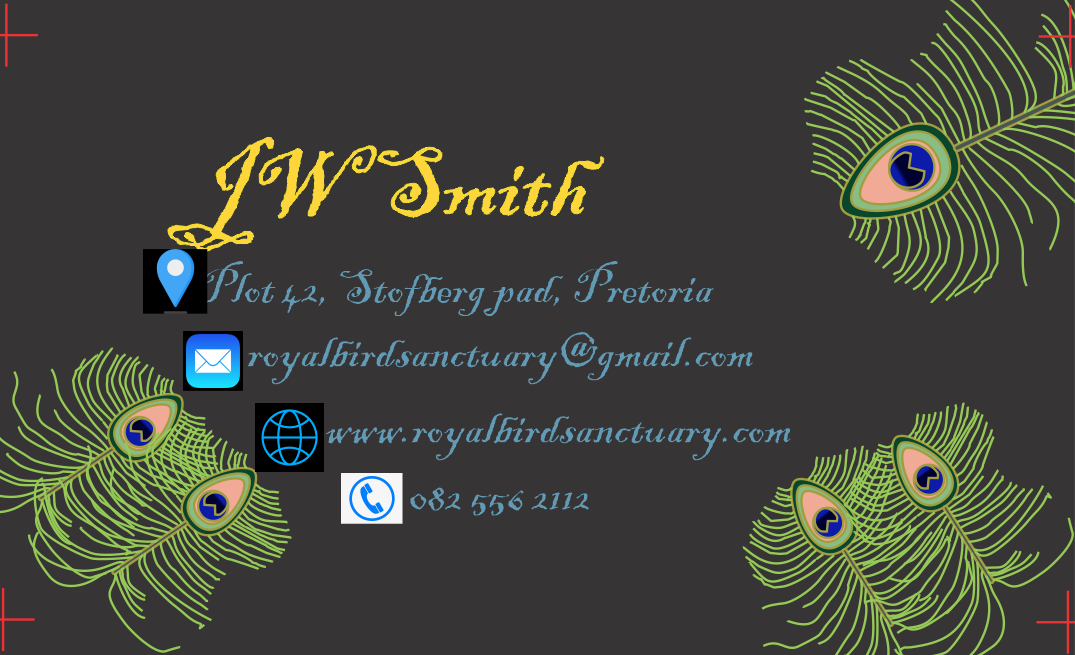 JW Smith
Plot 42, Stofberg pad, Pretoria
royalbirdsanctuary@gmail.com
www.royalbirdsanctuary.com
082 556 2112